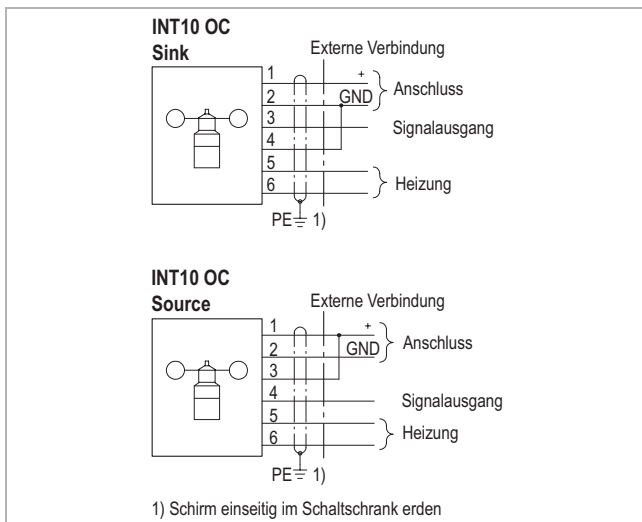 INT10 OC
Sink
Externe Verbindung
1
+
Anschluss
2
GND
3
Signalausgang
4
5
Heizung
6
PE 1)
INT10 OC
Source
Externe Verbindung
1
+
Anschluss
2
GND
3
4
Signalausgang
5
Heizung
6
PE 1)
1) Schirm einseitig im Schaltschrank erden